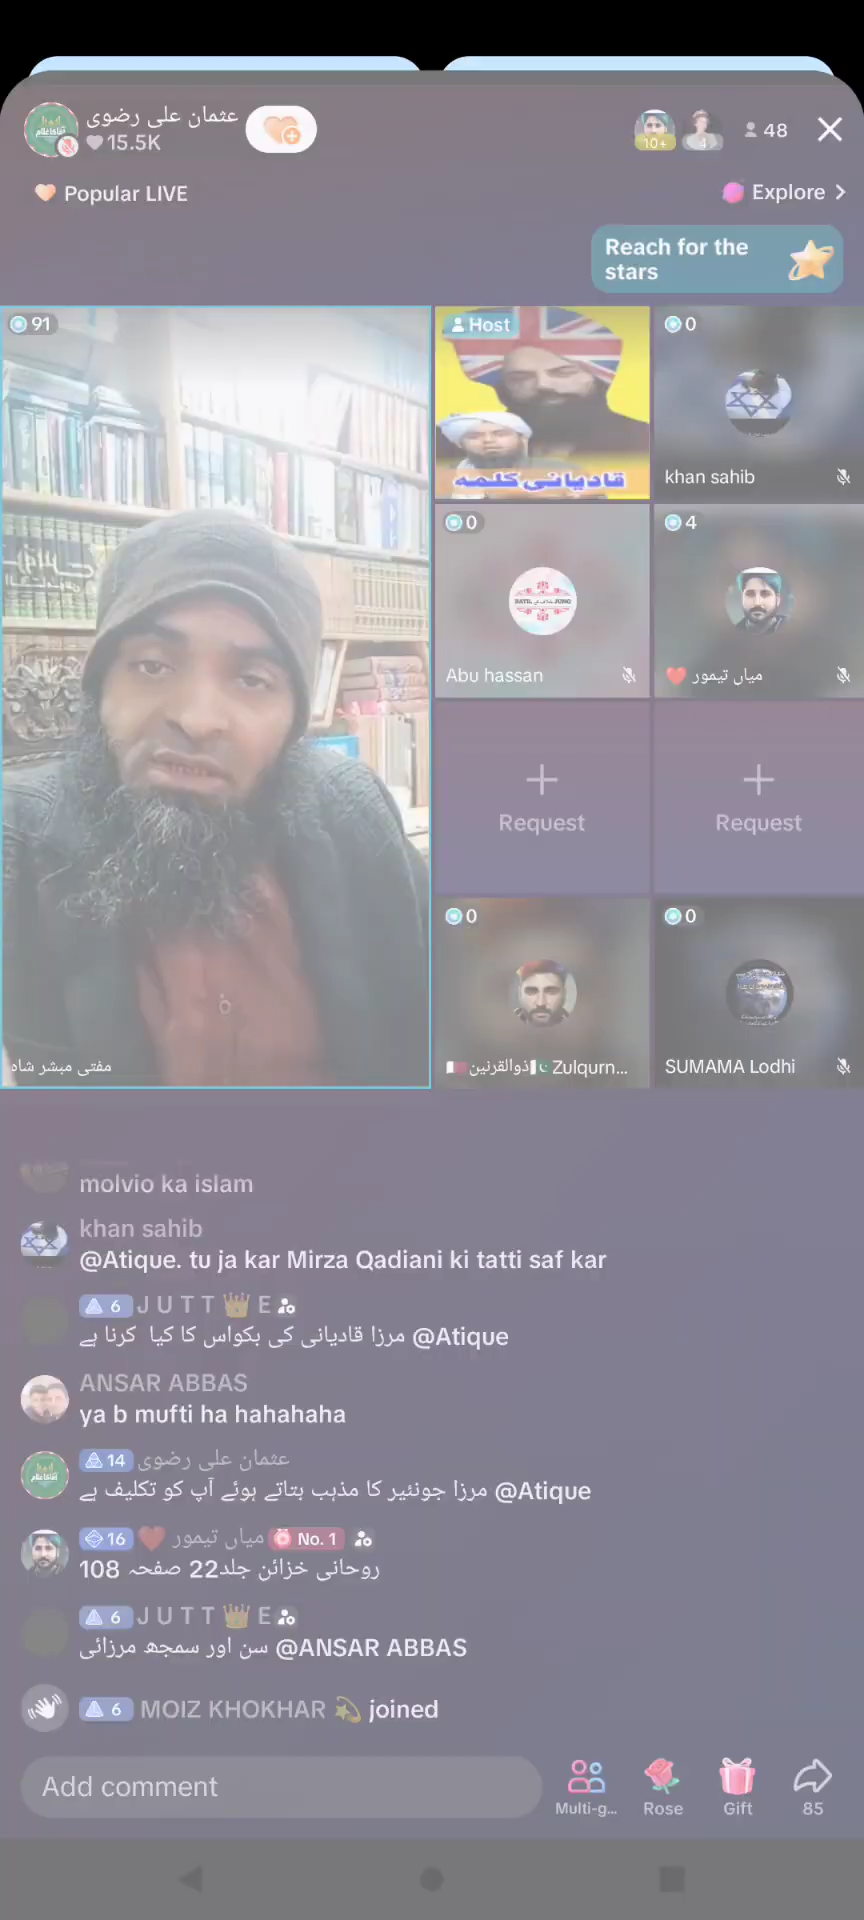 عثمان علی رضوی
15.5K
10+
4
48
Popular LIVE
Explore
Reach for the
stars
91
Host
قادیانی کلمہ
0
khan sahib
0
Abu hassan
4
میاں تیمور
Request
Request
0
ذوالقرنین Zulqurn...
0
SUMAMA Lodhi
مفتی مبشر شاہ
molvio ka islam
khan sahib
@Atique. tu ja kar Mirza Qadiani ki tatti saf kar
6 J U T T E
@Atique مرزا قادیانی کی بکواس کا کیا کرنا ہے
ANSAR ABBAS
ya b mufti ha hahahaha
14 عثمان علی رضوی
@Atique مرزا جونئیر کا مذہب بتاتے ہوئے آپ کو تکلیف ہے
16 میاں تیمور No. 1
روحانی خزائن جلد22 صفحہ 108
6 J U T T E
@ANSAR ABBAS سن اور سمجھ مرزائی
6 MOIZ KHOKHAR joined
Add comment
Multi-g...
Rose
Gift
85